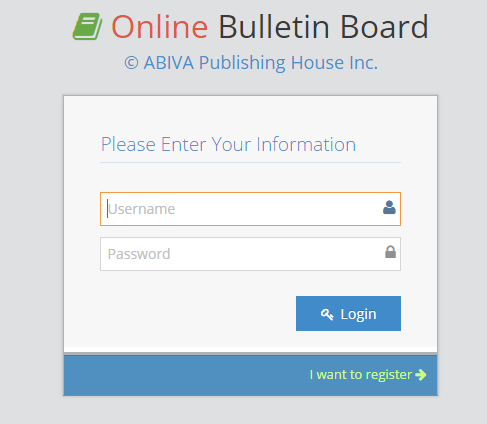 Online Bulletin Board
© ABIVA Publishing House Inc.
Please Enter Your Information
Username
Password
Login
I want to register